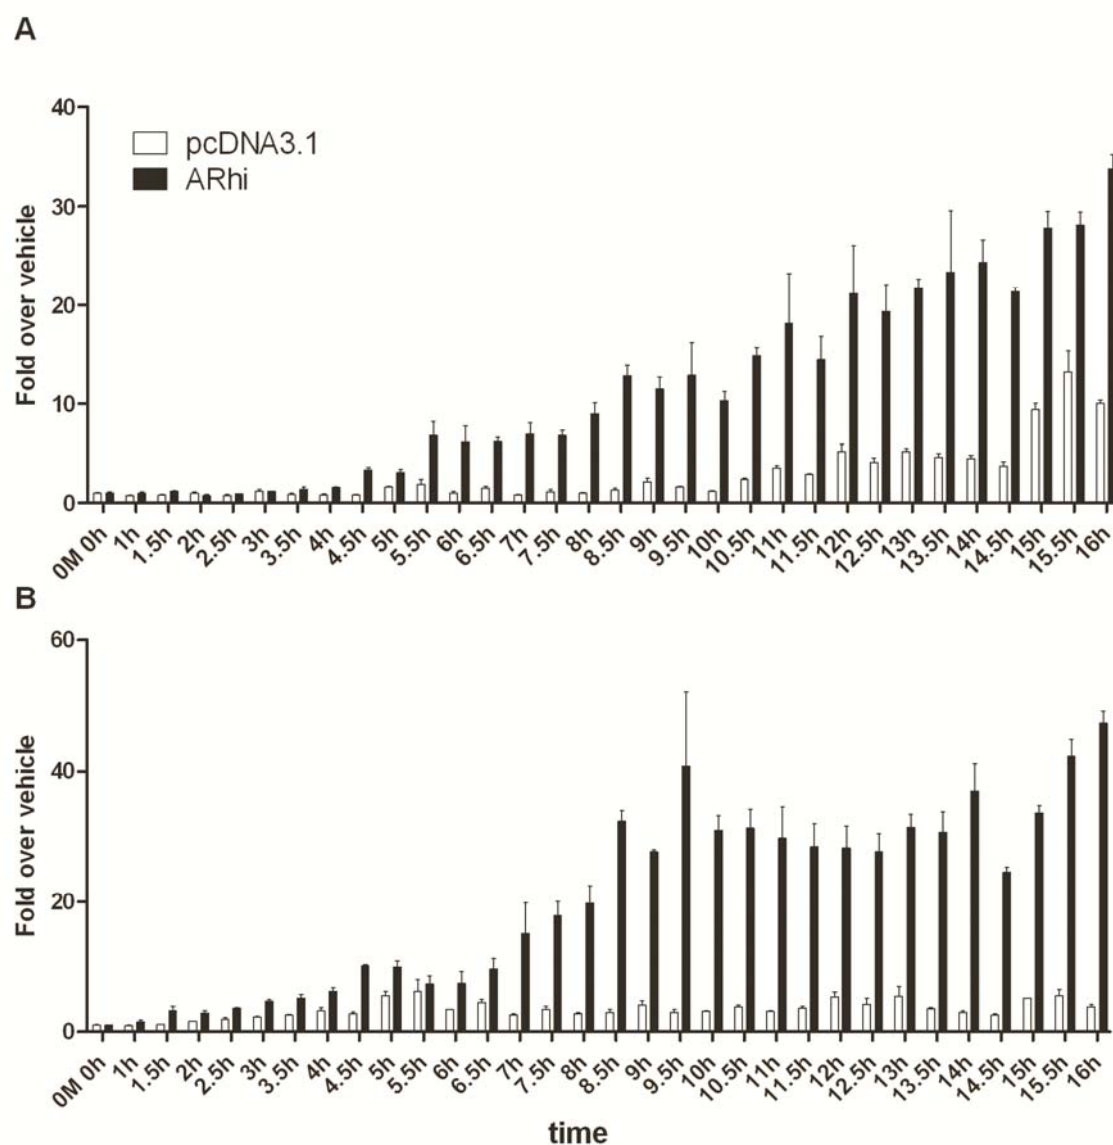 A
Fold over vehicle
40
30
20
10
0
pcDNA3.1
ARhi
0M 0h
1h
1.5h
2h
2.5h
3h
3.5h
4h
4.5h
5h
5.5h
6h
6.5h
7h
7.5h
8h
8.5h
9h
9.5h
10h
10.5h
11h
11.5h
12h
12.5h
13h
13.5h
14h
14.5h
15h
15.5h
16h
B
Fold over vehicle
60
40
20
0
0M 0h
1h
1.5h
2h
2.5h
3h
3.5h
4h
4.5h
5h
5.5h
6h
6.5h
7h
7.5h
8h
8.5h
9h
9.5h
10h
10.5h
11h
11.5h
12h
12.5h
13h
13.5h
14h
14.5h
15h
15.5h
16h
time